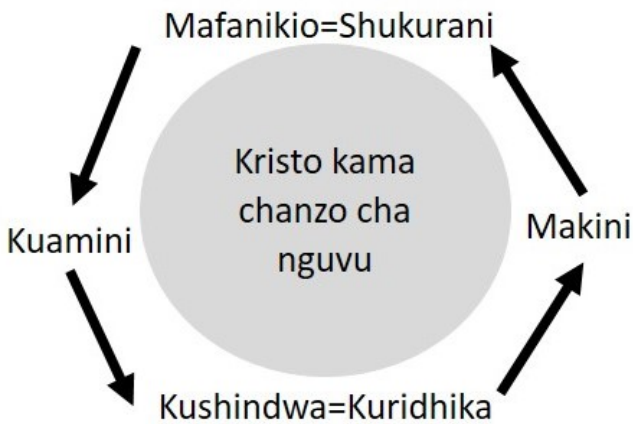 Mafanikio=Shukurani
Kristo kama
chanzo cha
nguvu
Kuamini
Makini
Kushindwa=Kuridhika